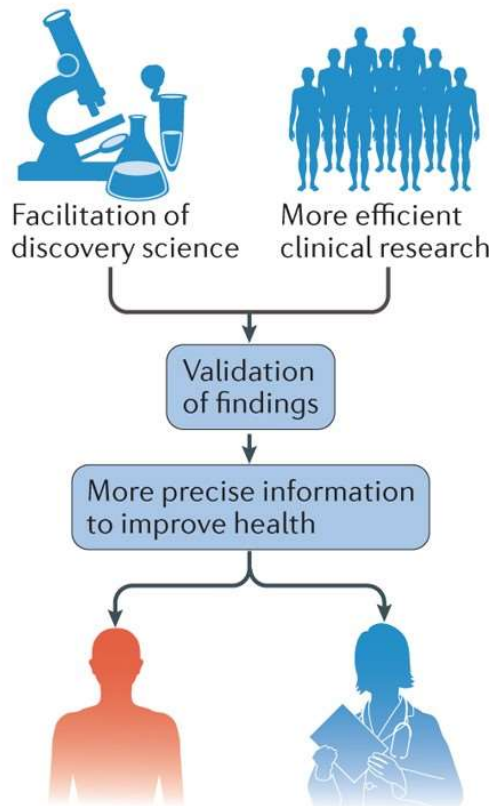 Facilitation of
discovery science
More efficient
clinical research
Validation
of findings
More precise information
to improve health